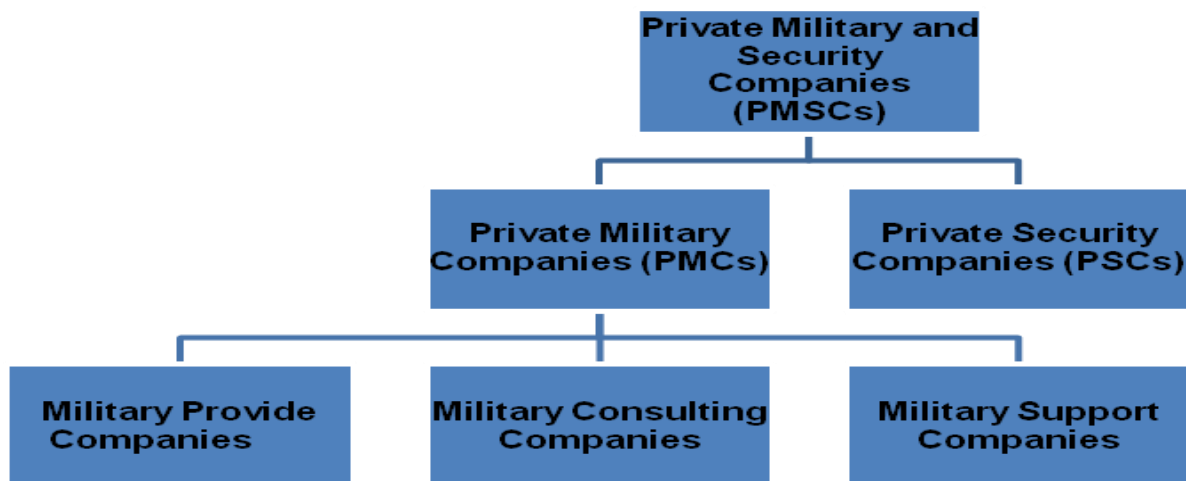 Private Military and
Security
Companies
(PMSCs)
Private Military
Companies (PMCs)
Private Security
Companies (PSCs)
Military Provide
Companies
Military Consulting
Companies
Military Support
Companies